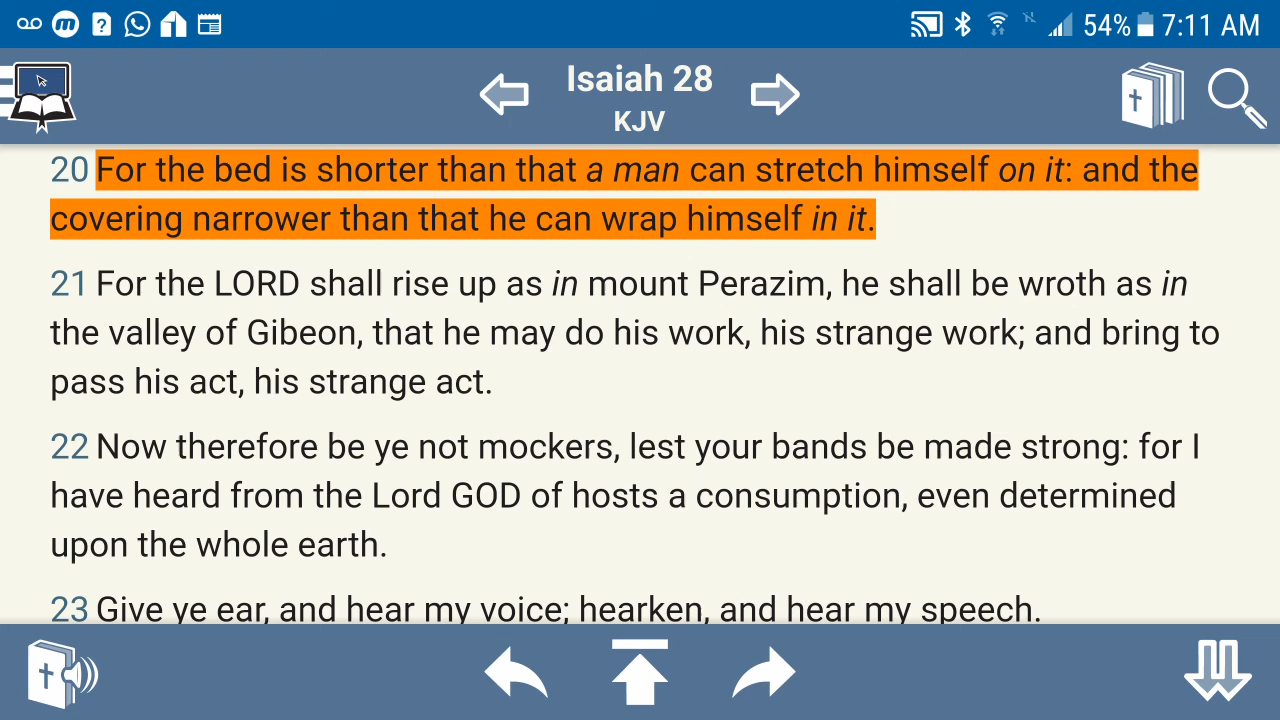 54% 7:11 AM
Isaiah 28
KJV
20 For the bed is shorter than that a man can stretch himself on it: and the
covering narrower than that he can wrap himself in it.
21 For the LORD shall rise up as in mount Perazim, he shall be wroth as in
the valley of Gibeon, that he may do his work, his strange work; and bring to
pass his act, his strange act.
22 Now therefore be ye not mockers, lest your bands be made strong: for I
have heard from the Lord GOD of hosts a consumption, even determined
upon the whole earth.
23 Give ye ear, and hear my voice; hearken, and hear my speech.